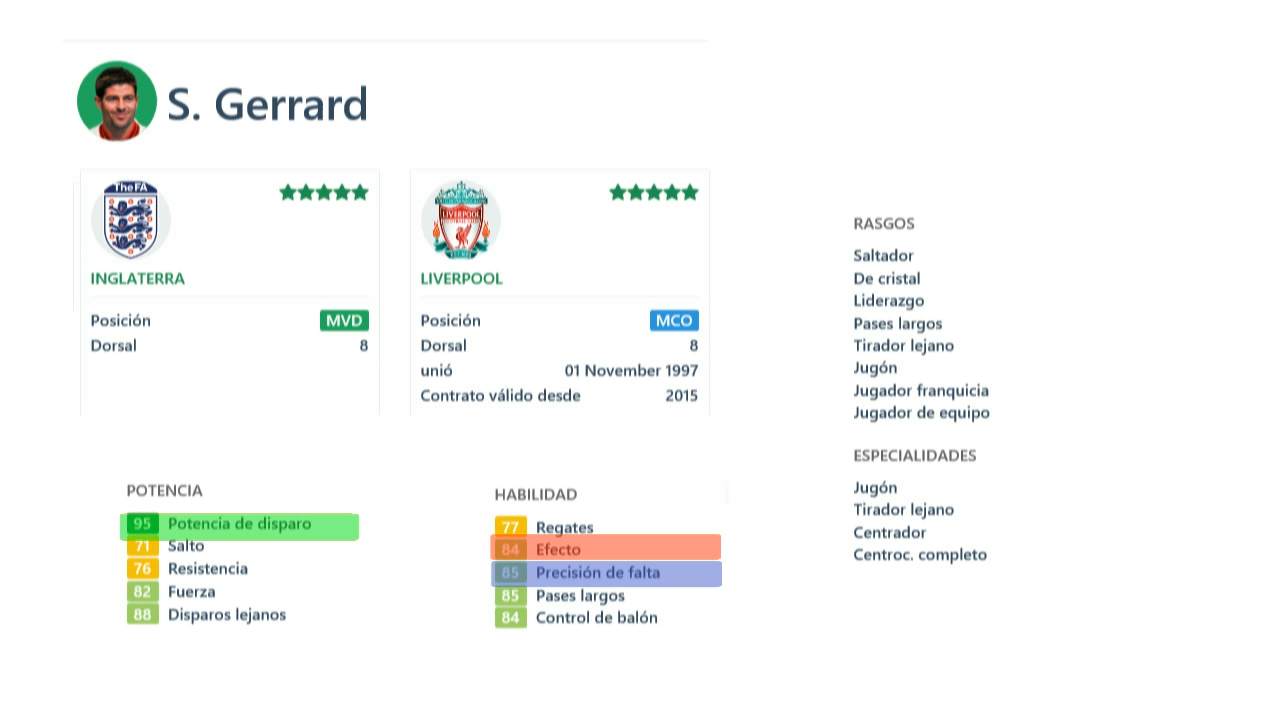 S. Gerrard
The FA
INGLATERRA
Posición MVD
Dorsal 8
LIVERPOOL
LIVERPOOL
Posición MCO
Dorsal 8
unió 01 November 1997
Contrato válido desde 2015
POTENCIA
95 Potencia de disparo
71 Salto
76 Resistencia
82 Fuerza
88 Disparos lejanos
HABILIDAD
77 Regates
84 Efecto
85 Precisión de falta
85 Pases largos
84 Control de balón
RASGOS
Saltador
De cristal
Liderazgo
Pases largos
Tirador lejano
Jugón
Jugador franquicia
Jugador de equipo
ESPECIALIDADES
Jugón
Tirador lejano
Centrador
Centroc. completo